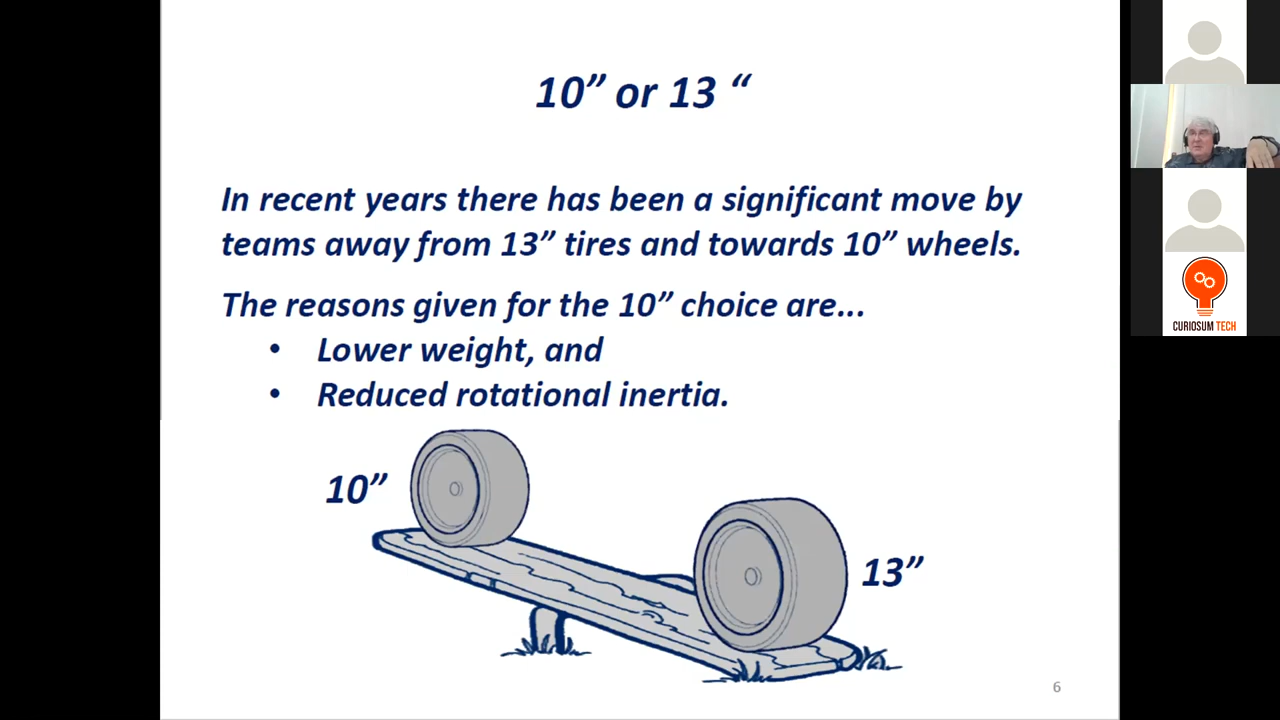 10” or 13 “
In recent years there has been a significant move by
teams away from 13” tires and towards 10” wheels.
The reasons given for the 10” choice are...
• Lower weight, and
• Reduced rotational inertia.
10”
13”
6
CURIOSUM TECH